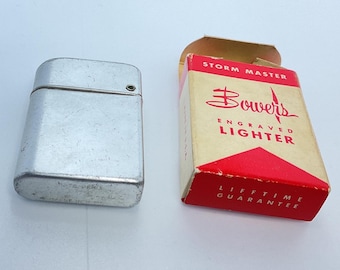 STORM MASTER
Bowers
ENGRAVED
LIGHTER
LIFETIME
GUARANTEE